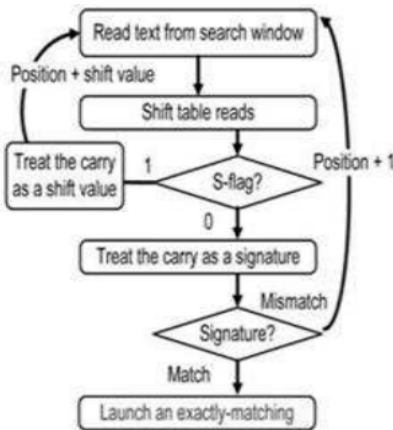 Read text from search window
Position + shift value
Shift table reads
Treat the carry
as a shift value
1
S-flag?
Position + 1
0
Treat the carry as a signature
Mismatch
Signature?
Match
Launch an exactly-matching